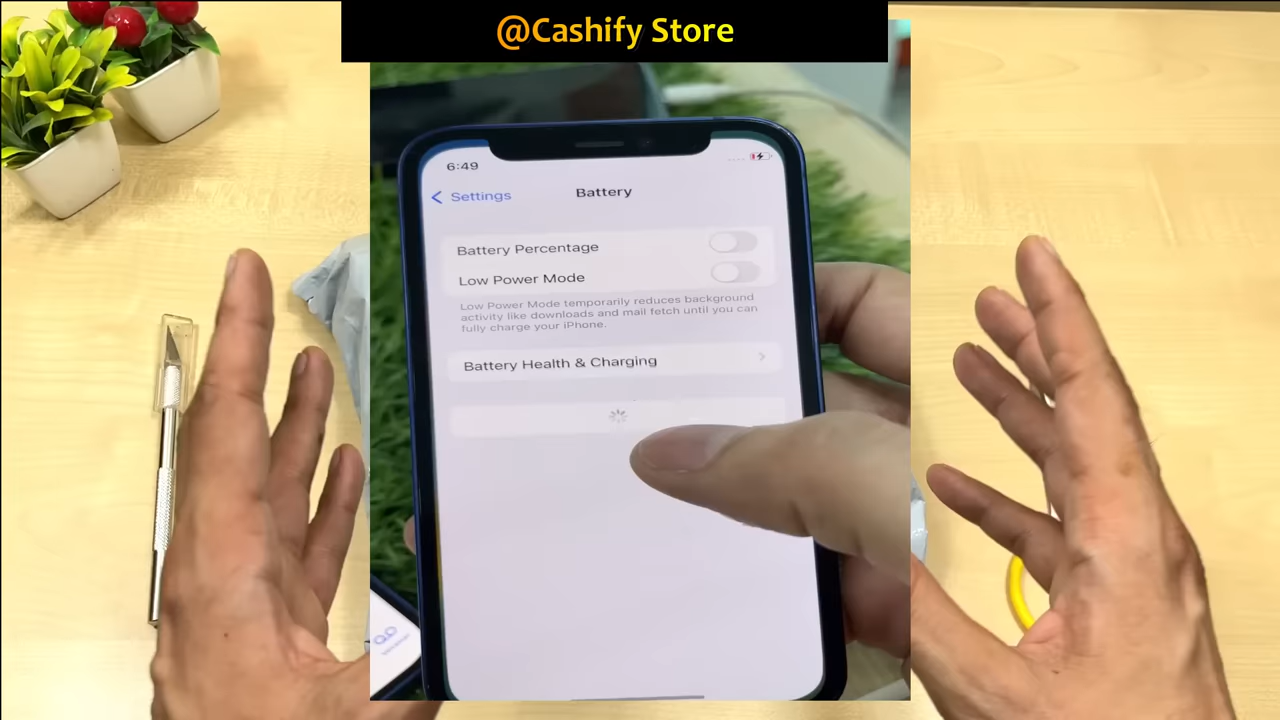 @Cashify Store
6:49
Settings
Battery
Battery Percentage
Low Power Mode
Low Power Mode temporarily reduces background
activity like downloads and mail fetch until you can
fully charge your iPhone.
Battery Health & Charging